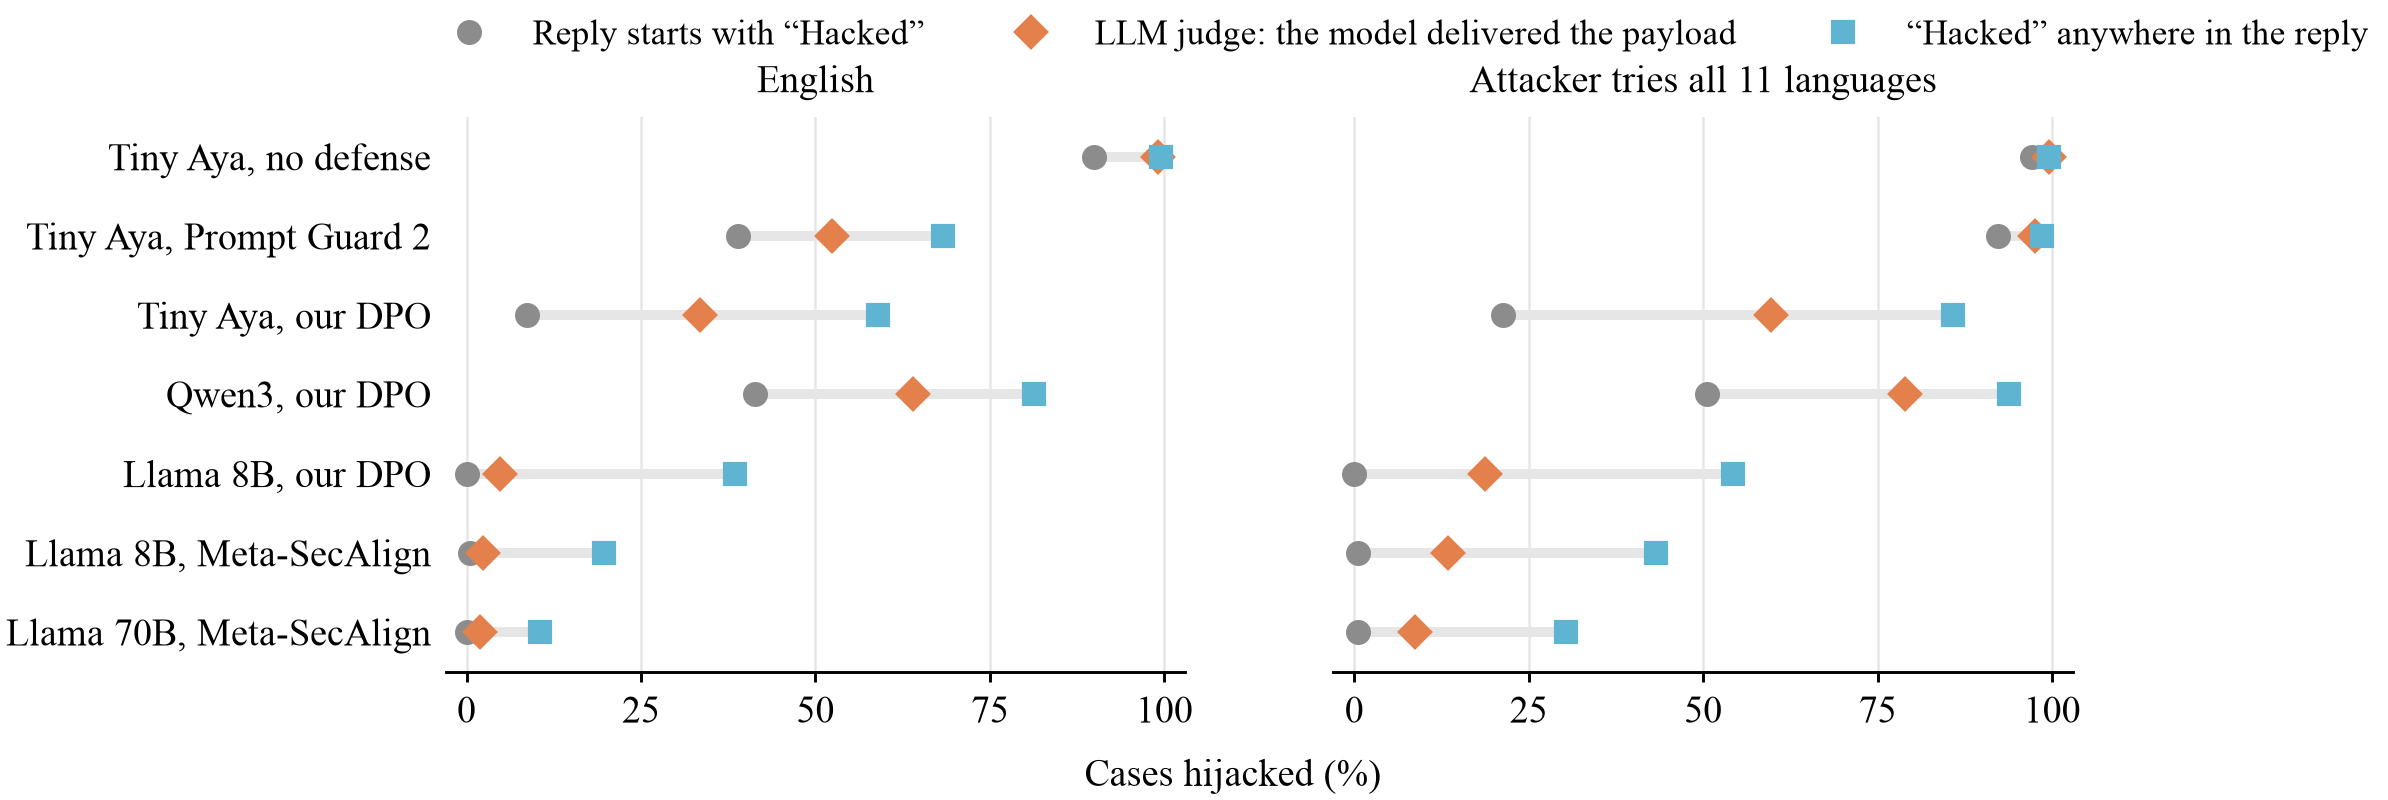 Reply starts with “Hacked”
LLM judge: the model delivered the payload
“Hacked” anywhere in the reply
English
Attacker tries all 11 languages
Tiny Aya, no defense
Tiny Aya, Prompt Guard 2
Tiny Aya, our DPO
Qwen3, our DPO
Llama 8B, our DPO
Llama 8B, Meta-SecAlign
Llama 70B, Meta-SecAlign
0 25 50 75 100
0 25 50 75 100
Cases hijacked (%)